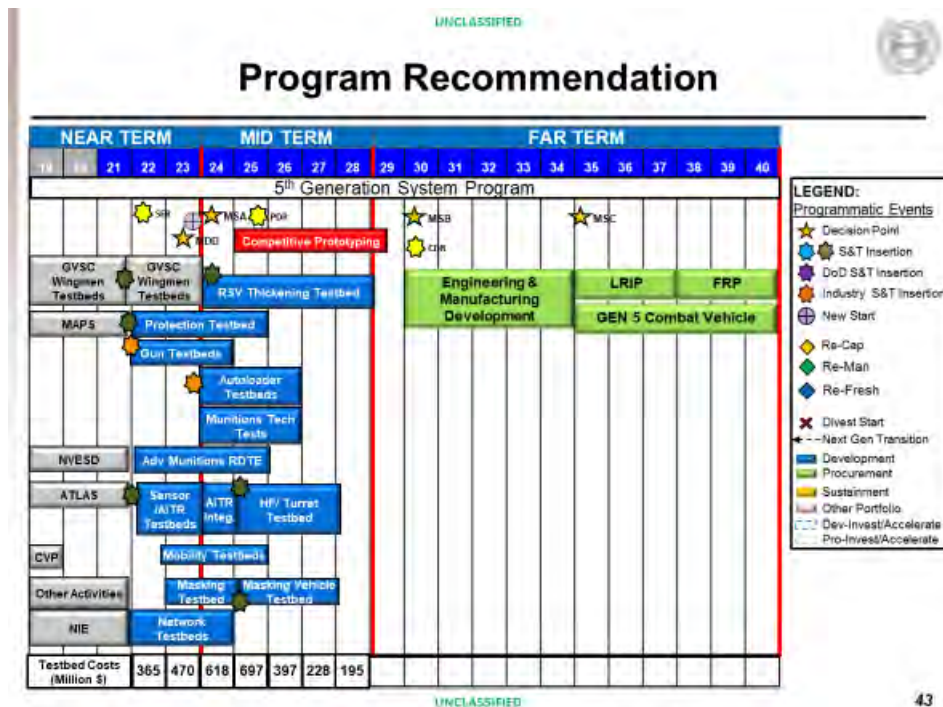 UNCLASSIFIED
Program Recommendation
NEAR TERM
MID TERM
FAR TERM
21 22 23 24 25 26 27 28 29 30 31 32 33 34 35 36 37 38 39 40
5th Generation System Program
SRR
MSA
PDR
MDD
MSB
CDR
MSC
Competitive Prototyping
GVSC
Wingmen
Testbeds
GVSC
Wingmen
Testbeds
RSV Thickening Testbed
Engineering &
Manufacturing
Development
LRIP
FRP
GEN 5 Combat Vehicle
MAPS
Protection Testbed
Gun Testbeds
Autoloader
Testbeds
Munitions Tech
Tests
NVESD
Adv Munitions RDTE
ATLAS
Sensor
/AITR
Testbeds
AITR
Integ.
HF/ Turret
Testbed
CVP
Mobility Testbeds
Other Activities
Masking
Testbed
Masking Vehicle
Testbed
NIE
Network
Testbeds
Testbed Costs
(Million $)
365 470 618 697 397 228 195
LEGEND:
Programmatic Events
Decision Point
S&T Insertion
DoD S&T Insertion
Industry S&T Insertion
New Start
Re-Cap
Re-Man
Re-Fresh
Divest Start
Next Gen Transition
Development
Procurement
Sustainment
Other Portfolio
Dev-Invest/Accelerate
Pro-Invest/Accelerate
UNCLASSIFIED
43